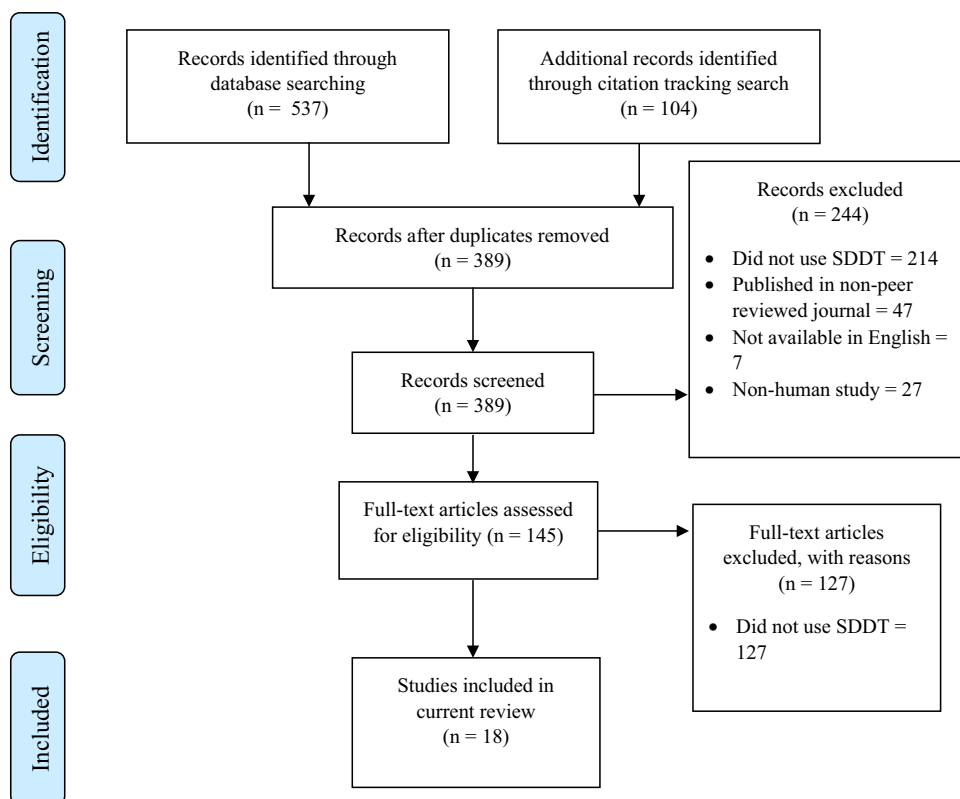 Identification
Records identified through
database searching
(n = 537)
Additional records identified
through citation tracking search
(n = 104)
Records excluded
(n = 244)
• Did not use SDDT = 214
• Published in non-peer
reviewed journal = 47
• Not available in English =
7
• Non-human study = 27
Screening
Records after duplicates removed
(n = 389)
Records screened
(n = 389)
Eligibility
Full-text articles assessed
for eligibility (n = 145)
Full-text articles
excluded, with reasons
(n = 127)
• Did not use SDDT =
127
Included
Studies included in
current review
(n = 18)